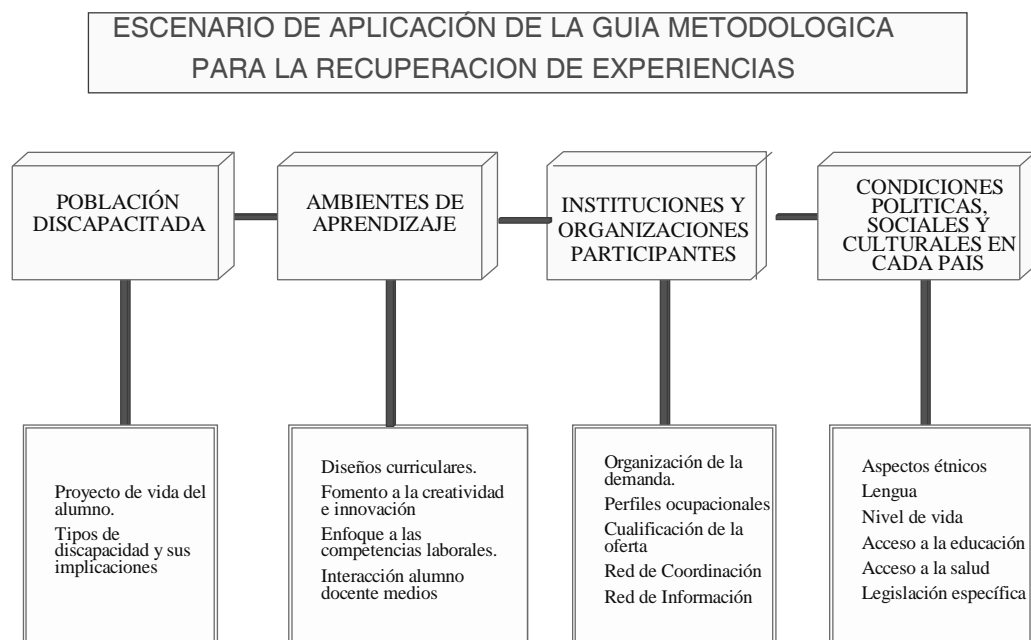 ESCENARIO DE APLICACIÓN DE LA GUIA METODOLOGICA
PARA LA RECUPERACION DE EXPERIENCIAS
POBLACIÓN
DISCAPACITADA
AMBIENTES DE
APRENDIZAJE
INSTITUCIONES Y
ORGANIZACIONES
PARTICIPANTES
CONDICIONES
POLITICAS,
SOCIALES Y
CULTURALES EN
CADA PAIS
Proyecto de vida del
alumno.
Tipos de
discapacidad y sus
implicaciones
Diseños curriculares.
Fomento a la creatividad
e innovación
Enfoque a las
competencias laborales.
Interacción alumno
docente medios
Organización de la
demanda.
Perfiles ocupacionales
Cualificación de la
oferta
Red de Coordinación
Red de Información
Aspectos étnicos
Lengua
Nivel de vida
Acceso a la educación
Acceso a la salud
Legislación específica